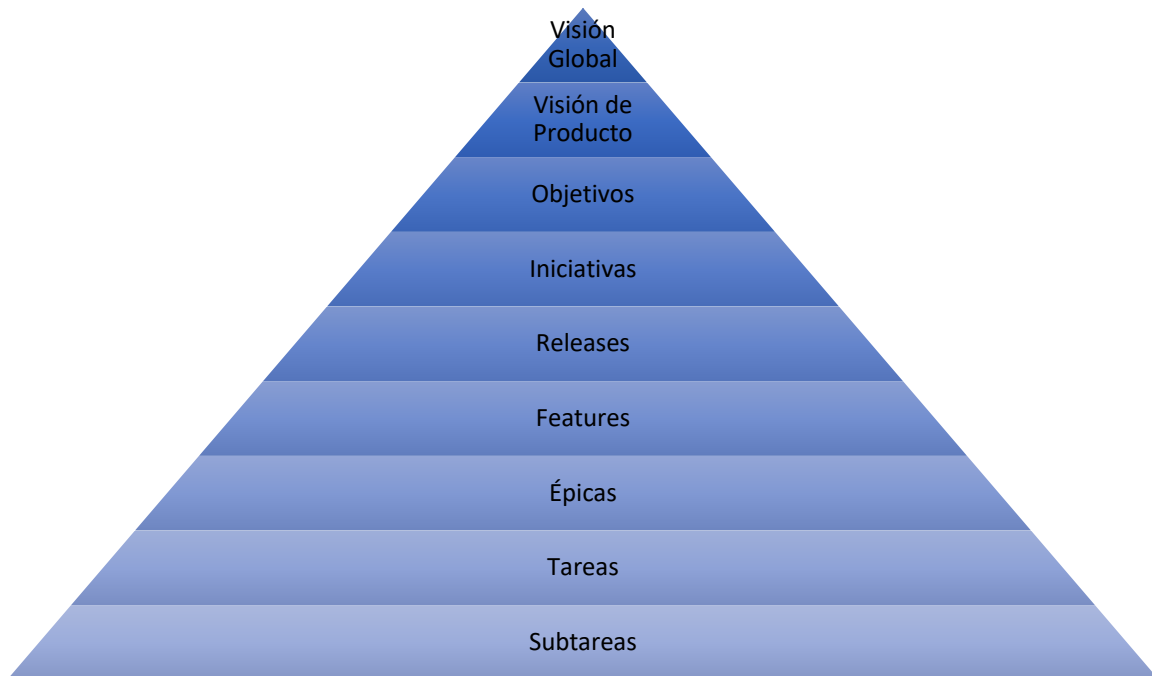 Visión
Global
Visión de
Producto
Objetivos
Iniciativas
Releases
Features
Épicas
Tareas
Subtareas